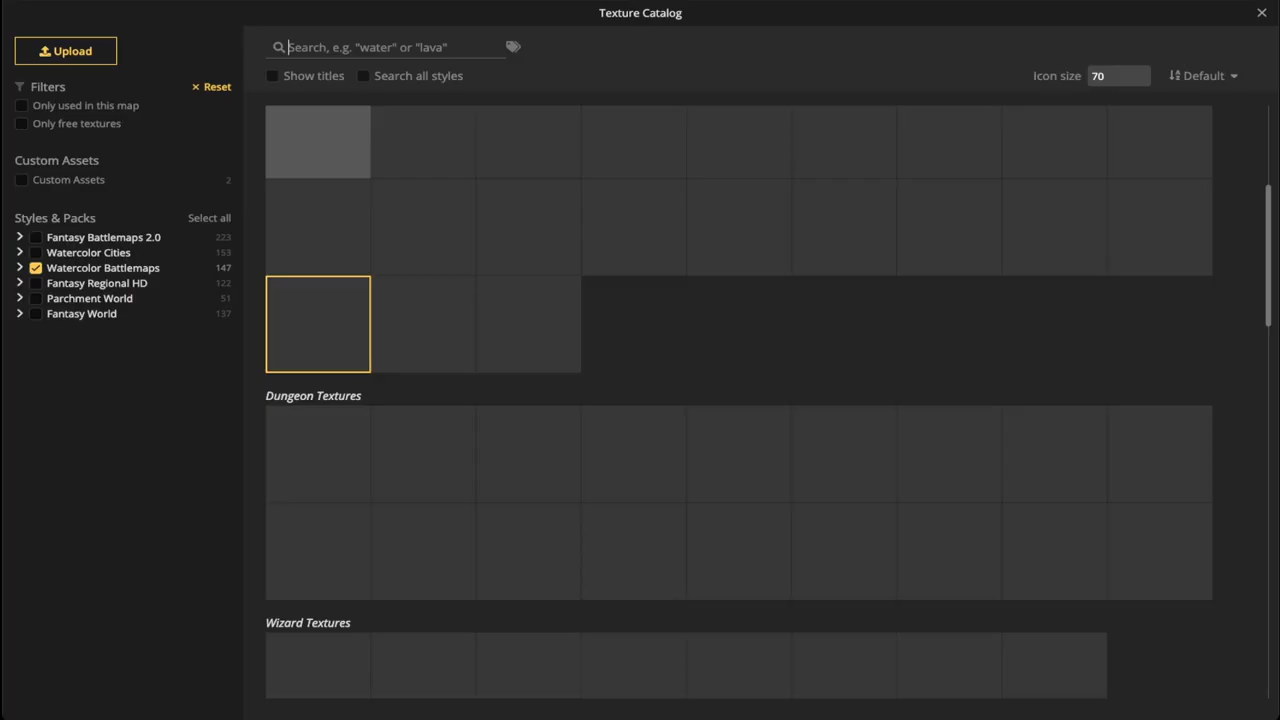 Texture Catalog
Upload
Search, e.g. "water" or "lava"
Show titles
Search all styles
Icon size
70
Default
Filters
Reset
Only used in this map
Only free textures
Custom Assets
Custom Assets 2
Styles & Packs Select all
Fantasy Battlemaps 2.0 223
Watercolor Cities 153
Watercolor Battlemaps 147
Fantasy Regional HD 122
Parchment World 51
Fantasy World 137
Dungeon Textures
Wizard Textures